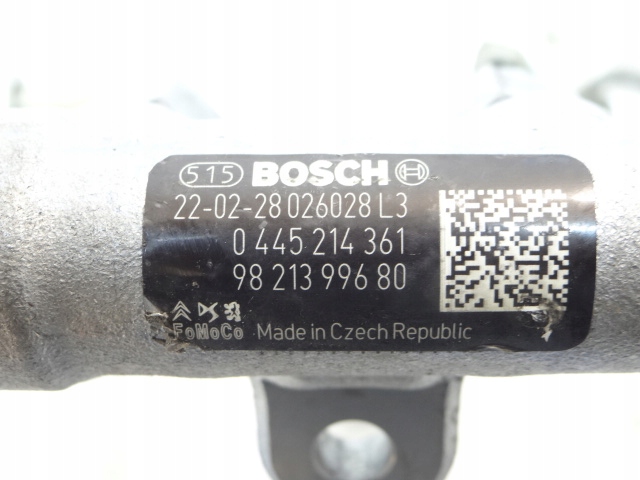 515 BOSCH
22-02-28 026028 L3
0 445 214 361
98 213 996 80
FoMoCo Made in Czech Republic